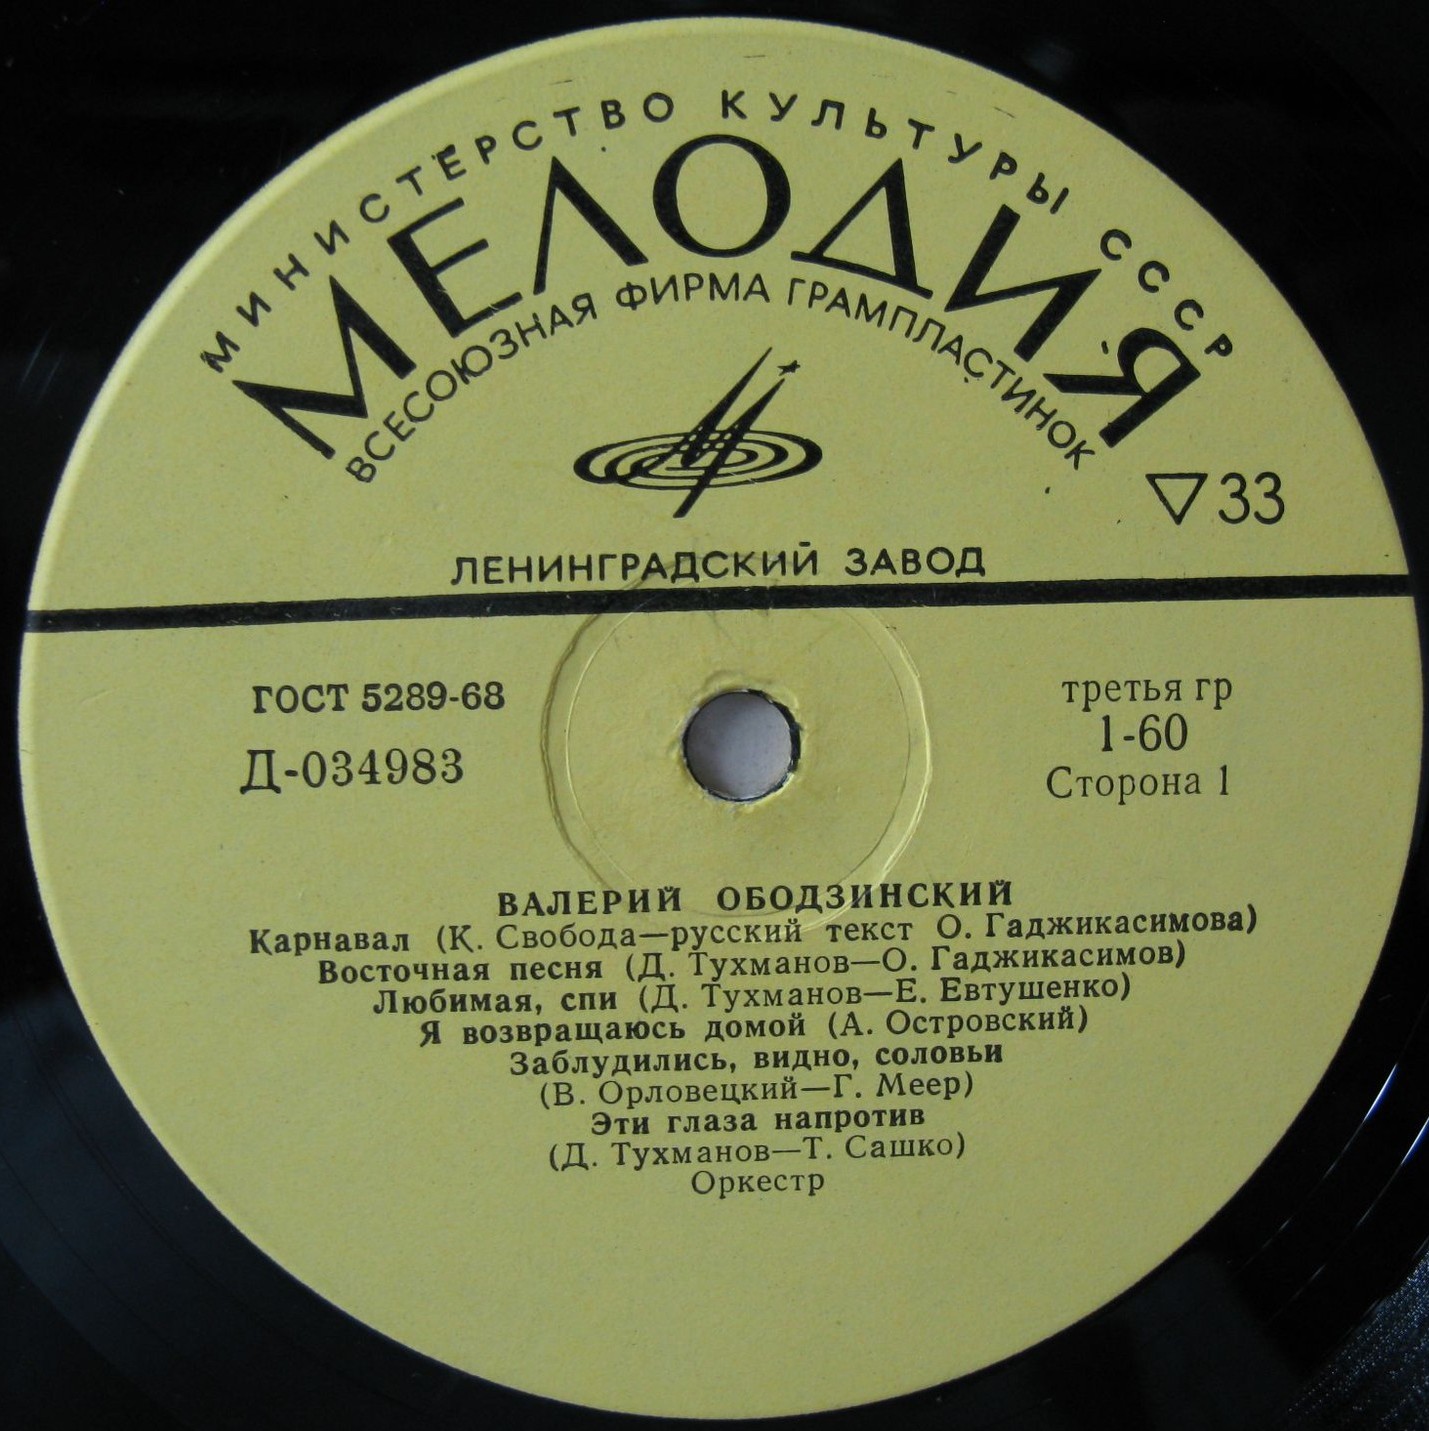 МИНИСТЕРСТВО КУЛЬТУРЫ СССР
МЕЛОДИЯ
ВСЕСОЮЗНАЯ ФИРМА ГРАМПЛАСТИНОК
33
ЛЕНИНГРАДСКИЙ ЗАВОД
ГОСТ 5289-68
Д-034983
третья гр
1-60
Сторона 1
ВАЛЕРИЙ ОБОДЗИНСКИЙ
Карнавал (К. Свобода—русский текст О. Гаджикасимова)
Восточная песня (Д. Тухманов—О. Гаджикасимов)
Любимая, спи (Д. Тухманов—Е. Евтушенко)
Я возвращаюсь домой (А. Островский)
Заблудились, видно, соловьи
(В. Орловецкий—Г. Меер)
Эти глаза напротив
(Д. Тухманов—Т. Сашко)
Оркестр